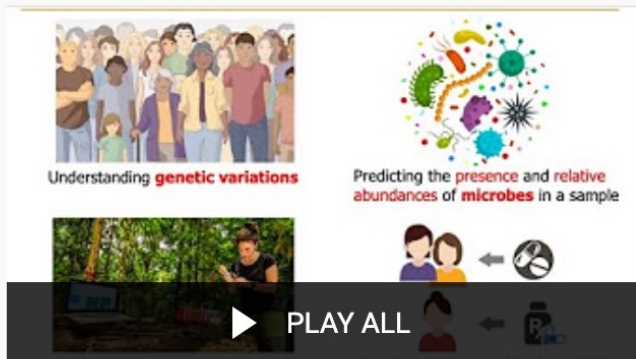 Understanding genetic variations
Predicting the presence and relative
abundances of microbes in a sample
PLAY ALL